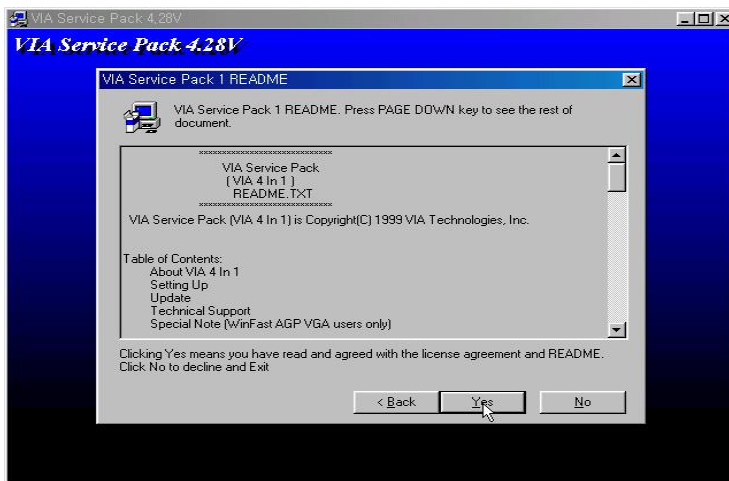 VIA Service Pack 4,28V
VIA Service Pack 4.28V
VIA Service Pack 1 README
VIA Service Pack 1 README. Press PAGE DOWN key to see the rest of
document.
xxxxxxxxxxxxxxxxxxxxxxxxxxxxx
VIA Service Pack
( VIA 4 In 1 )
README.TXT
xxxxxxxxxxxxxxxxxxxxxxxxxxxxx
VIA Service Pack (VIA 4 In 1) is Copyright(C) 1999 VIA Technologies, Inc.
Table of Contents:
About VIA 4 In 1
Setting Up
Update
Technical Support
Special Note (WinFast AGP VGA users only)
Clicking Yes means you have read and agreed with the license agreement and README.
Click No to decline and Exit
< Back
Yes
No